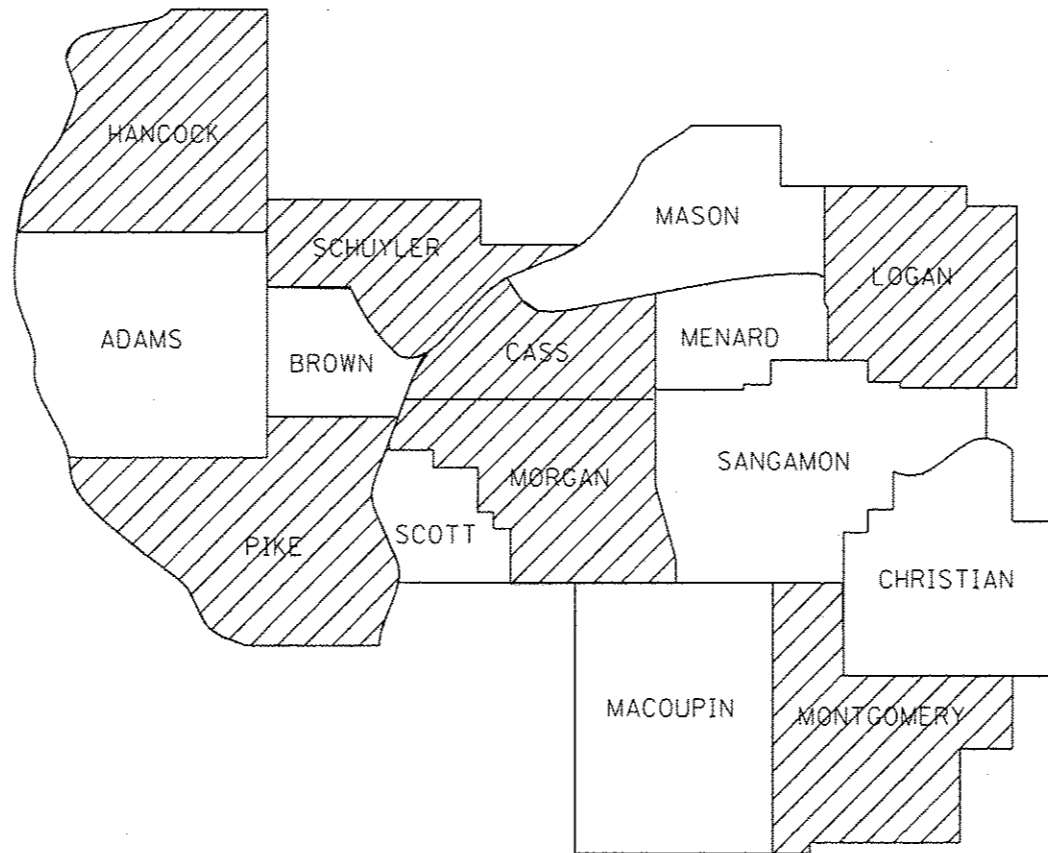 HANCOCK
MASON
SCHUYLER
LOGAN
ADAMS
MENARD
CASS
BROWN
SANGAMON
MORGAN
SCOTT
PIKE
CHRISTIAN
MACOUPIN
MONTGOMERY